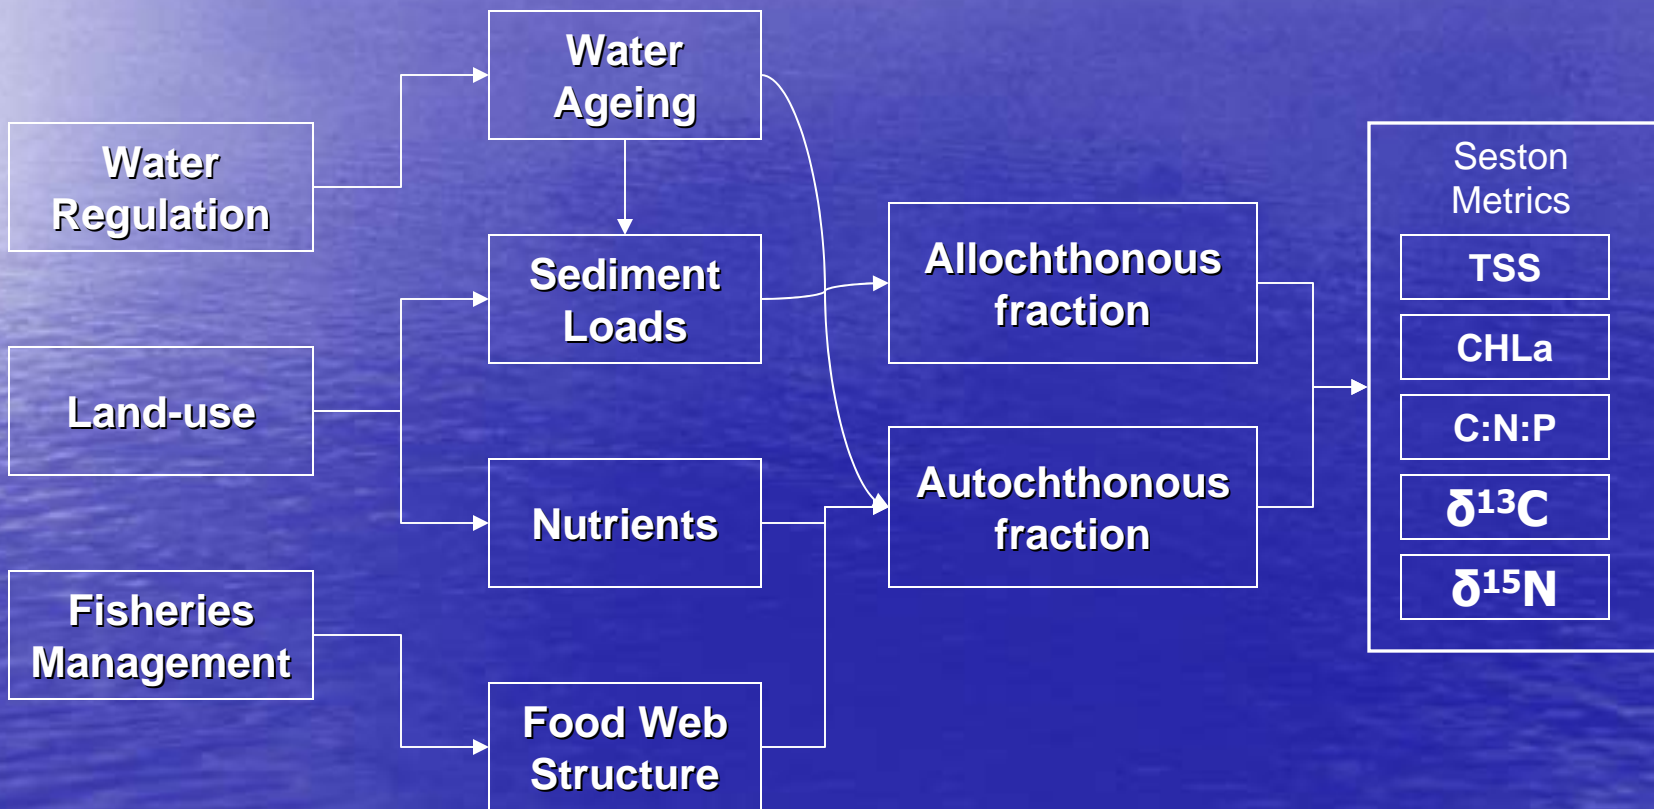 Water
Regulation
Land-use
Fisheries
Management
Water
Ageing
Sediment
Loads
Nutrients
Food Web
Structure
Allochthonous
fraction
Autochthonous
fraction
Seston
Metrics
TSS
CHLa
C:N:P
δ¹³C
δ¹⁵N